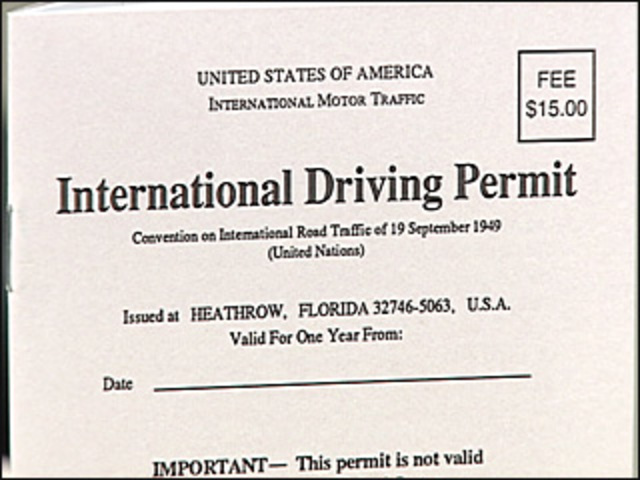 UNITED STATES OF AMERICA
INTERNATIONAL MOTOR TRAFFIC
FEE
$15.00
International Driving Permit
Convention on International Road Traffic of 19 September 1949
(United Nations)
Issued at HEATHROW, FLORIDA 32746-5063, U.S.A.
Valid For One Year From:
Date
IMPORTANT— This permit is not valid